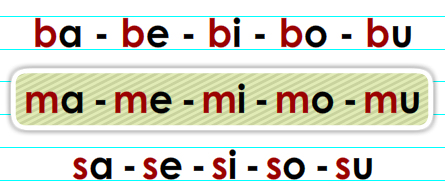 ba - be - bi - bo - bu
ma - me - mi - mo - mu
sa - se - si - so - su